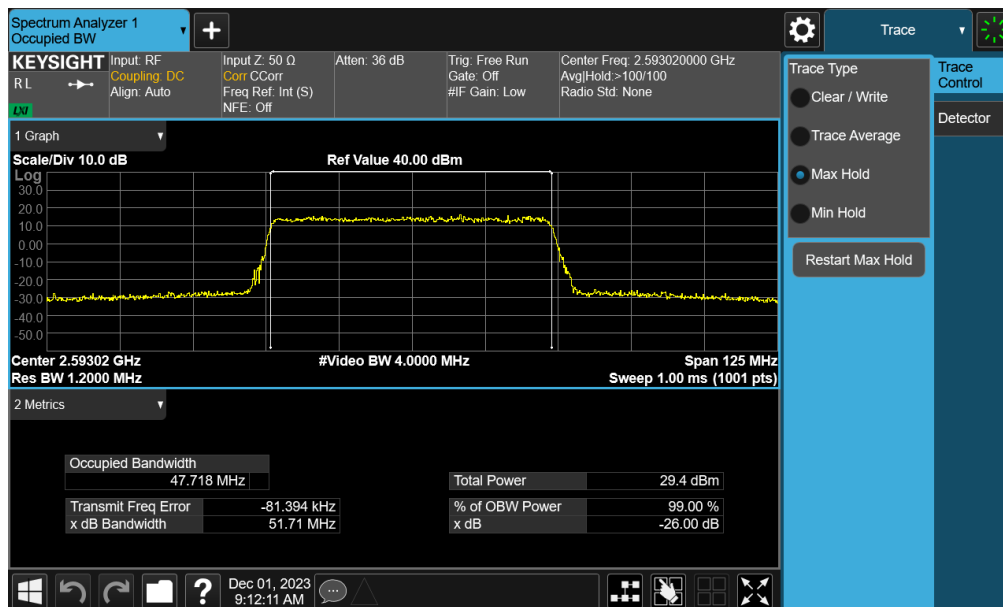 Spectrum Analyzer 1
Occupied BW
Trace
KEYSIGHT
RL
LXI
Input: RF
Coupling: DC
Align: Auto
Input Z: 50 Ω
Corr CCorr
Freq Ref: Int (S)
NFE: Off
Atten: 36 dB
Trig: Free Run
Gate: Off
#IF Gain: Low
Center Freq: 2.593020000 GHz
Avg|Hold:>100/100
Radio Std: None
Trace Type
Clear / Write
Trace Average
Max Hold
Min Hold
Restart Max Hold
Trace
Control
Detector
1 Graph
Scale/Div 10.0 dB
Ref Value 40.00 dBm
Log
30.0
20.0
10.0
0.00
-10.0
-20.0
-30.0
-40.0
-50.0
Center 2.59302 GHz
#Video BW 4.0000 MHz
Span 125 MHz
Res BW 1.2000 MHz
Sweep 1.00 ms (1001 pts)
2 Metrics
Occupied Bandwidth
47.718 MHz
Total Power 29.4 dBm
Transmit Freq Error -81.394 kHz
% of OBW Power 99.00 %
x dB Bandwidth 51.71 MHz
x dB -26.00 dB
?
Dec 01, 2023
9:12:11 AM